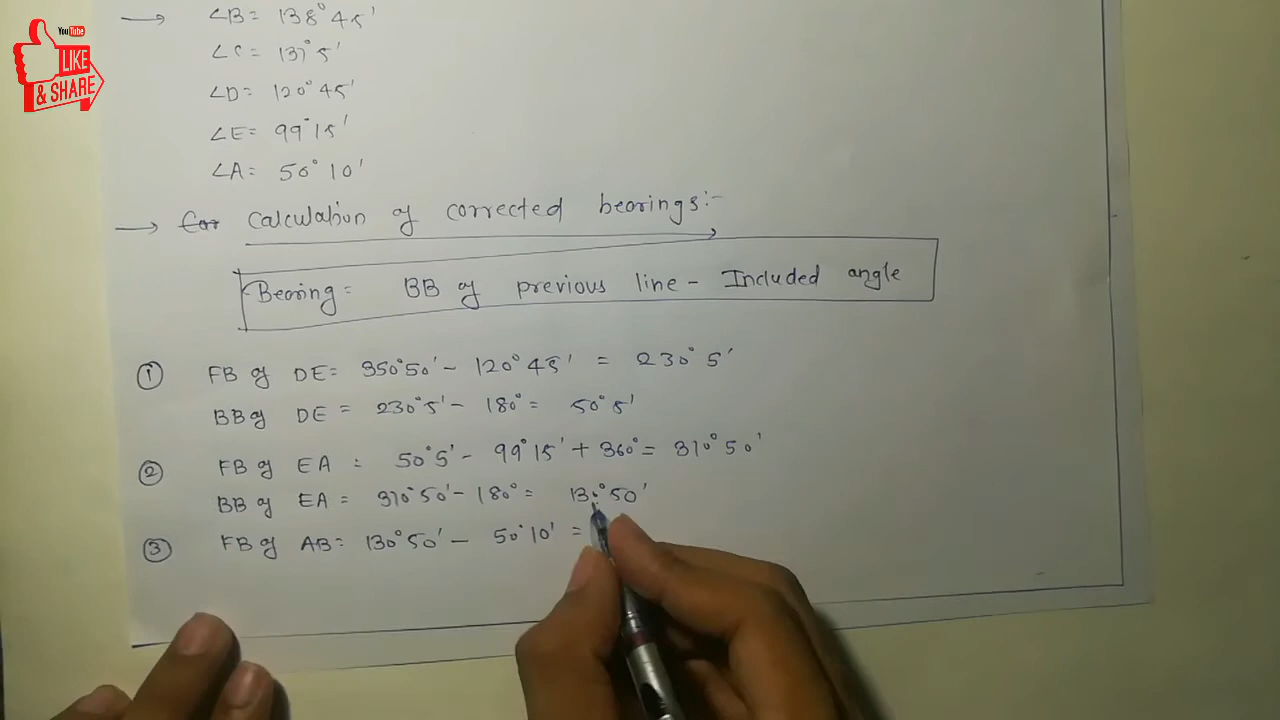 YouTube
LIKE
& SHARE
∠B = 138°45'
∠C = 137°5'
∠D = 120°45'
∠E = 99°15'
∠A = 50°10'
→ For Calculation of corrected bearings:-
Bearing = BB of previous line - Included angle
① FB of DE = 350°50' - 120°45' = 230°5'
BB of DE = 230°5' - 180° = 50°5'
② FB of EA = 50°5' - 99°15' + 360° = 310°50'
BB of EA = 310°50' - 180° = 130°50'
③ FB of AB = 130°50' - 50°10' =